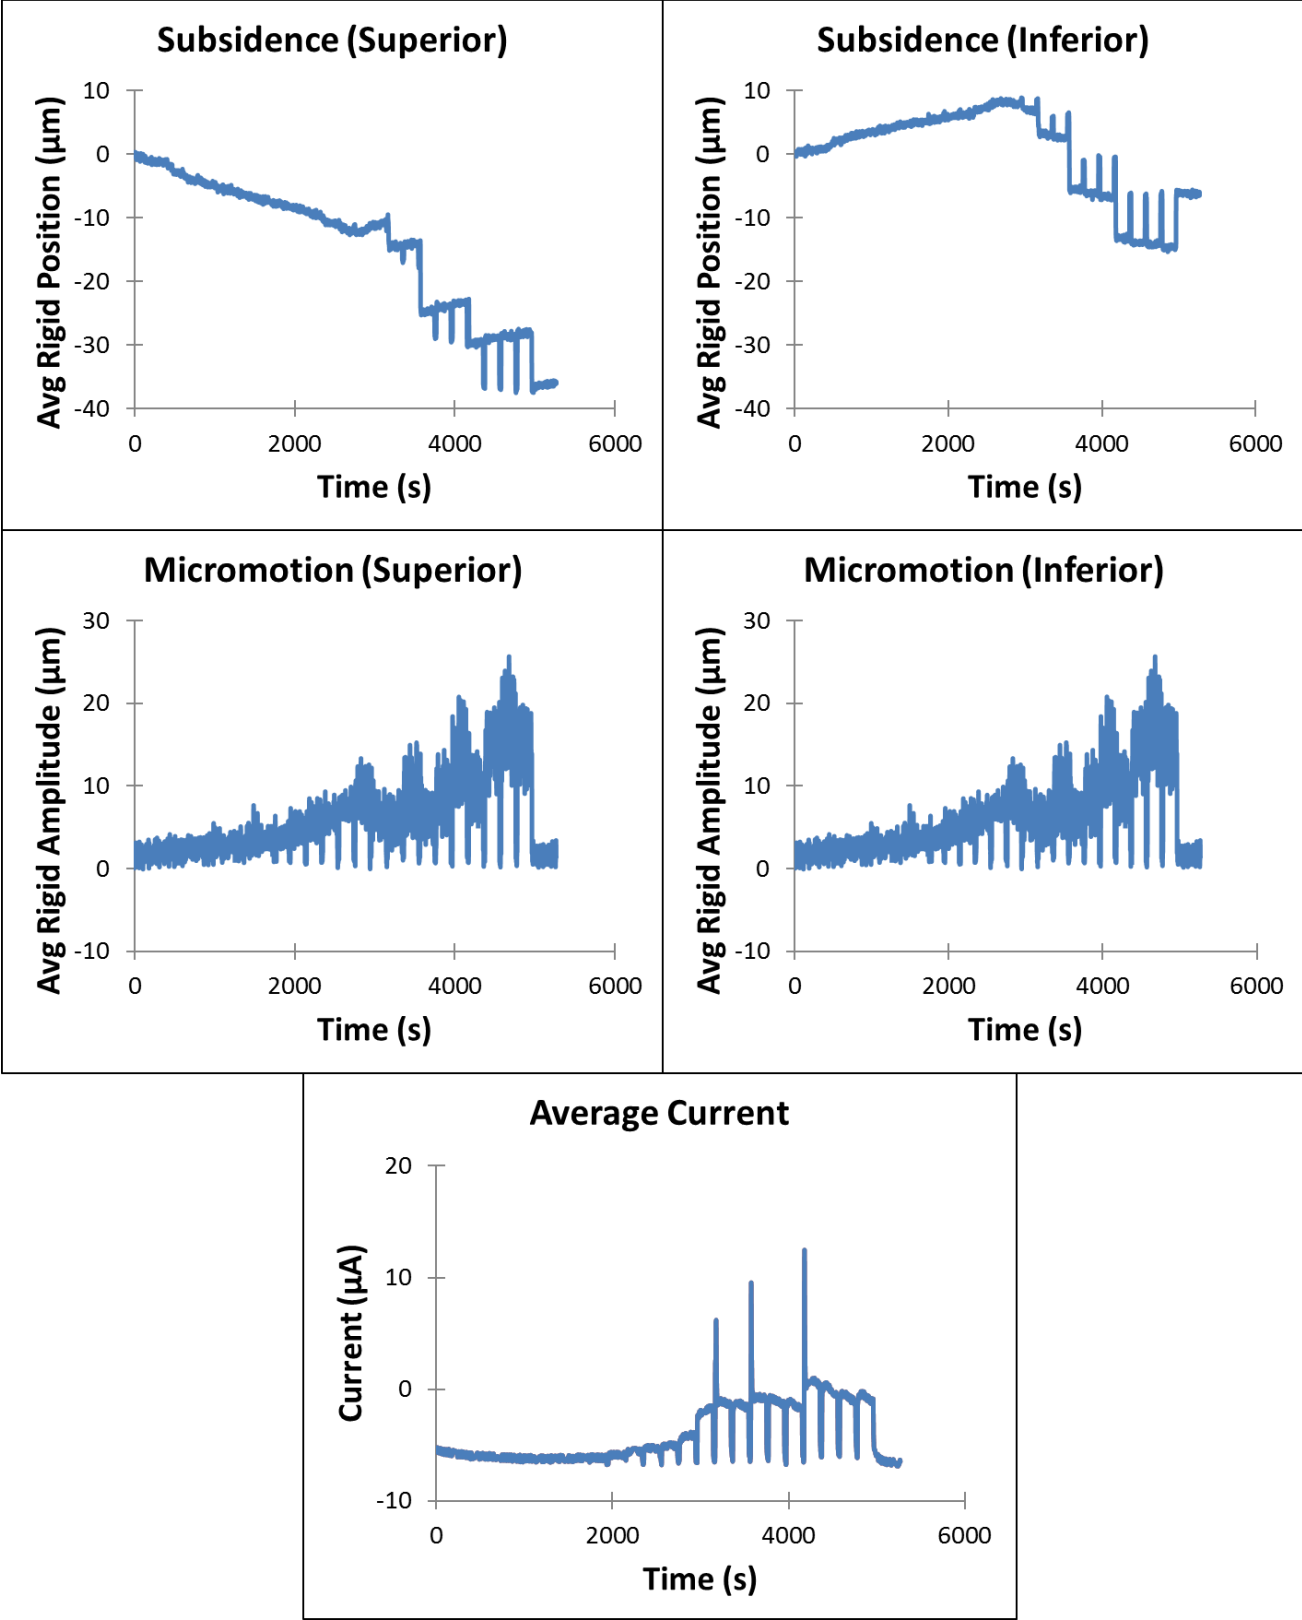 Subsidence (Superior)
Avg Rigid Position (µm)
10
0
-10
-20
-30
-40
0 2000 4000 6000
Time (s)
Subsidence (Inferior)
Avg Rigid Position (µm)
10
0
-10
-20
-30
-40
0 2000 4000 6000
Time (s)
Micromotion (Superior)
Avg Rigid Amplitude (µm)
30
20
10
0
-10
0 2000 4000 6000
Time (s)
Micromotion (Inferior)
Avg Rigid Amplitude (µm)
30
20
10
0
-10
0 2000 4000 6000
Time (s)
Average Current
Current (µA)
20
10
0
-10
0 2000 4000 6000
Time (s)